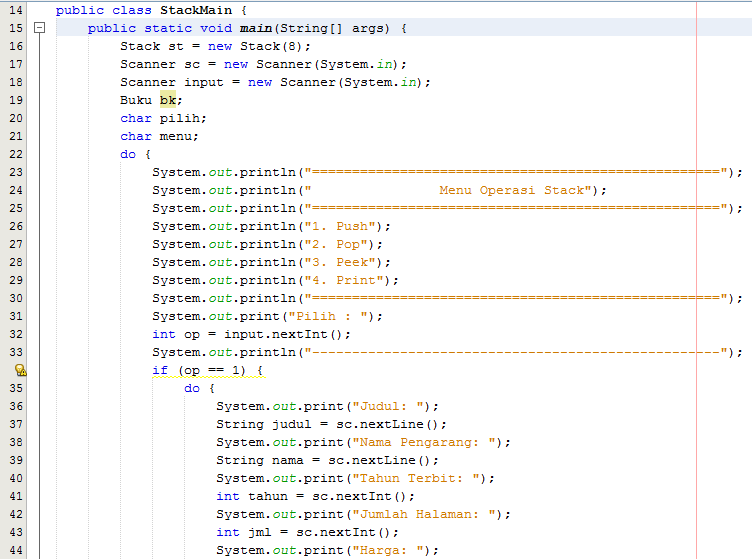 14 public class StackMain {
15 public static void main(String[] args) {
16 Stack st = new Stack(8);
17 Scanner sc = new Scanner(System.in);
18 Scanner input = new Scanner(System.in);
19 Buku bk;
20 char pilih;
21 char menu;
22 do {
23 System.out.println("===================================================");
24 System.out.println("                Menu Operasi Stack");
25 System.out.println("===================================================");
26 System.out.println("1. Push");
27 System.out.println("2. Pop");
28 System.out.println("3. Peek");
29 System.out.println("4. Print");
30 System.out.println("===================================================");
31 System.out.print("Pilih : ");
32 int op = input.nextInt();
33 System.out.println("---------------------------------------------------");
if (op == 1) {
35 do {
36 System.out.print("Judul: ");
37 String judul = sc.nextLine();
38 System.out.print("Nama Pengarang: ");
39 String nama = sc.nextLine();
40 System.out.print("Tahun Terbit: ");
41 int tahun = sc.nextInt();
42 System.out.print("Jumlah Halaman: ");
43 int jml = sc.nextInt();
44 System.out.print("Harga: ");